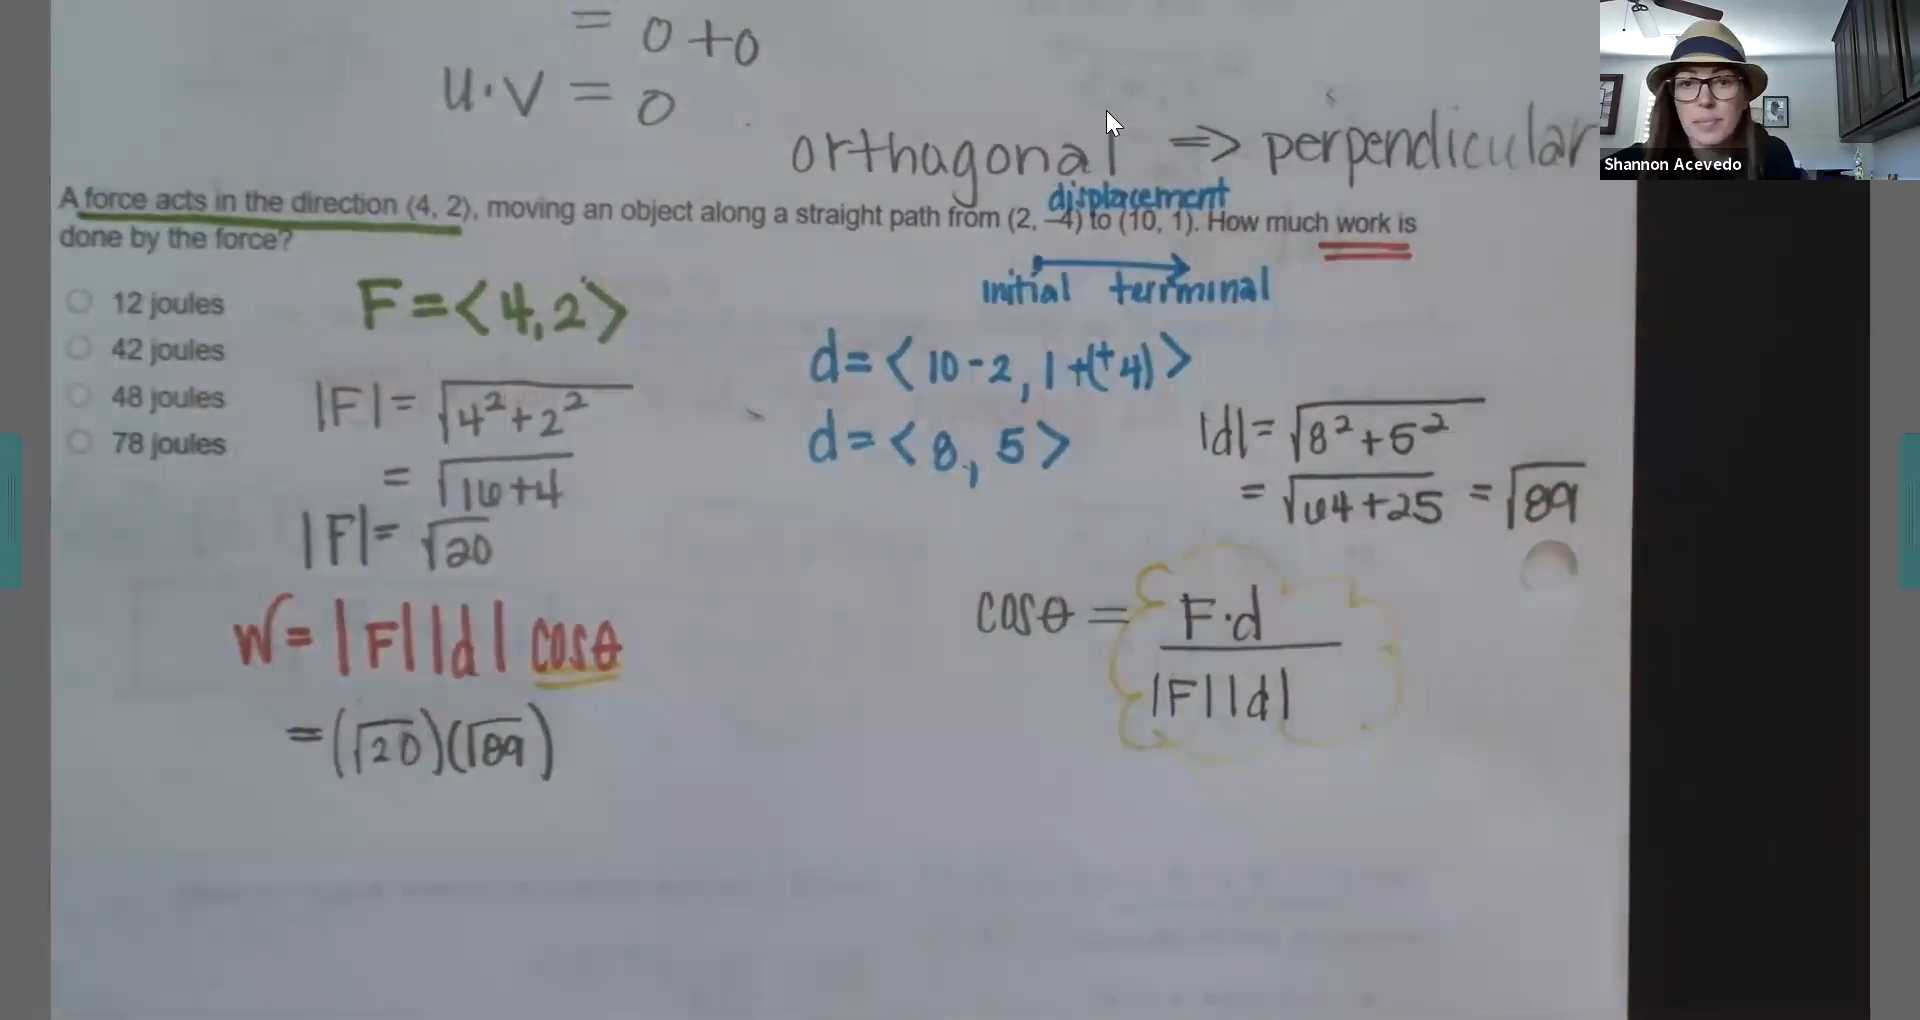 = 0 + 0
u · v = 0
orthagonal => perpendicular
Shannon Acevedo
displacement
A force acts in the direction ⟨4, 2⟩, moving an object along a straight path from (2, –4) to (10, 1). How much work is
done by the force?
initial terminal
12 joules
42 joules
48 joules
78 joules
F = <4, 2>
|F| = √4² + 2²
= √16+4
|F| = √20
d = <10 - 2, 1 +(+4)>
d = <8, 5>
|d| = √8² + 5²
= √64 + 25 = √89
W = |F||d| cosθ
= (√20)(√89)
cosθ = F·d
|F||d|